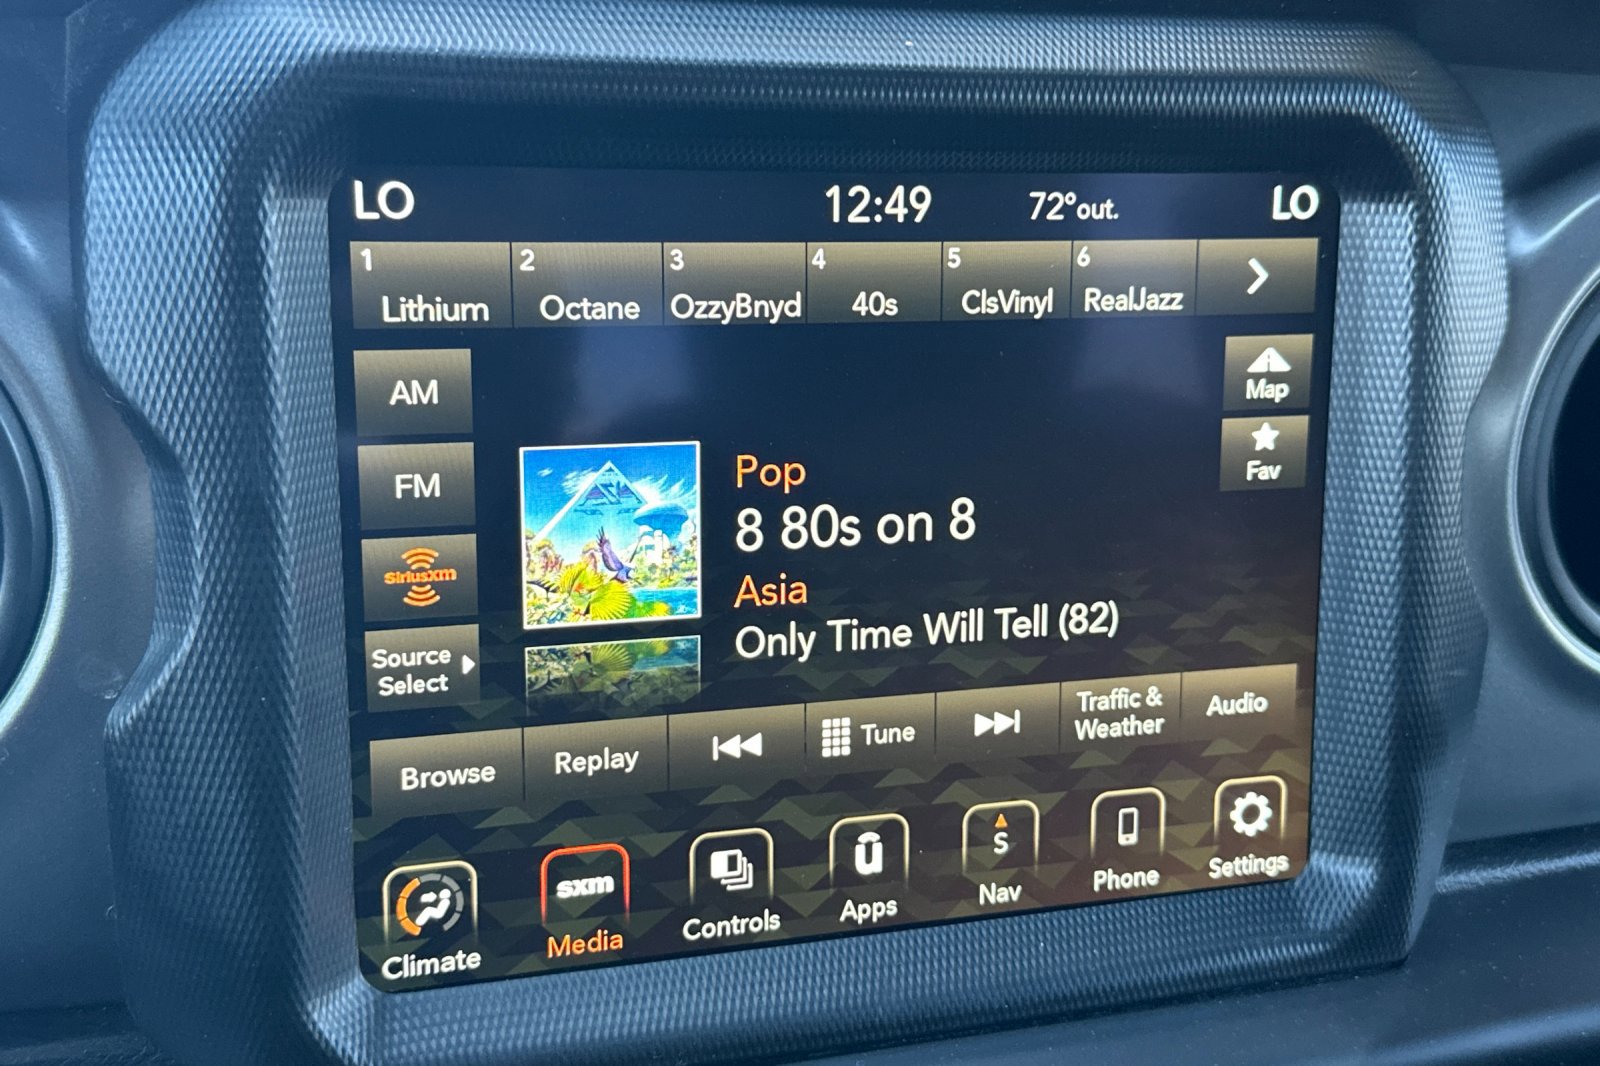 LO 12:49 72°out. LO
1 2 3 4 5 6
Lithium Octane OzzyBnyd 40s ClsVinyl RealJazz
AM
Map
FM
Fav
Pop
8 80s on 8
SiriusXm
Asia
Only Time Will Tell (82)
Source
Select
Browse Replay Tune
Traffic &
Weather
Audio
Climate
sxm
Media
Controls
Apps
S
Nav
Phone
Settings
ASIA